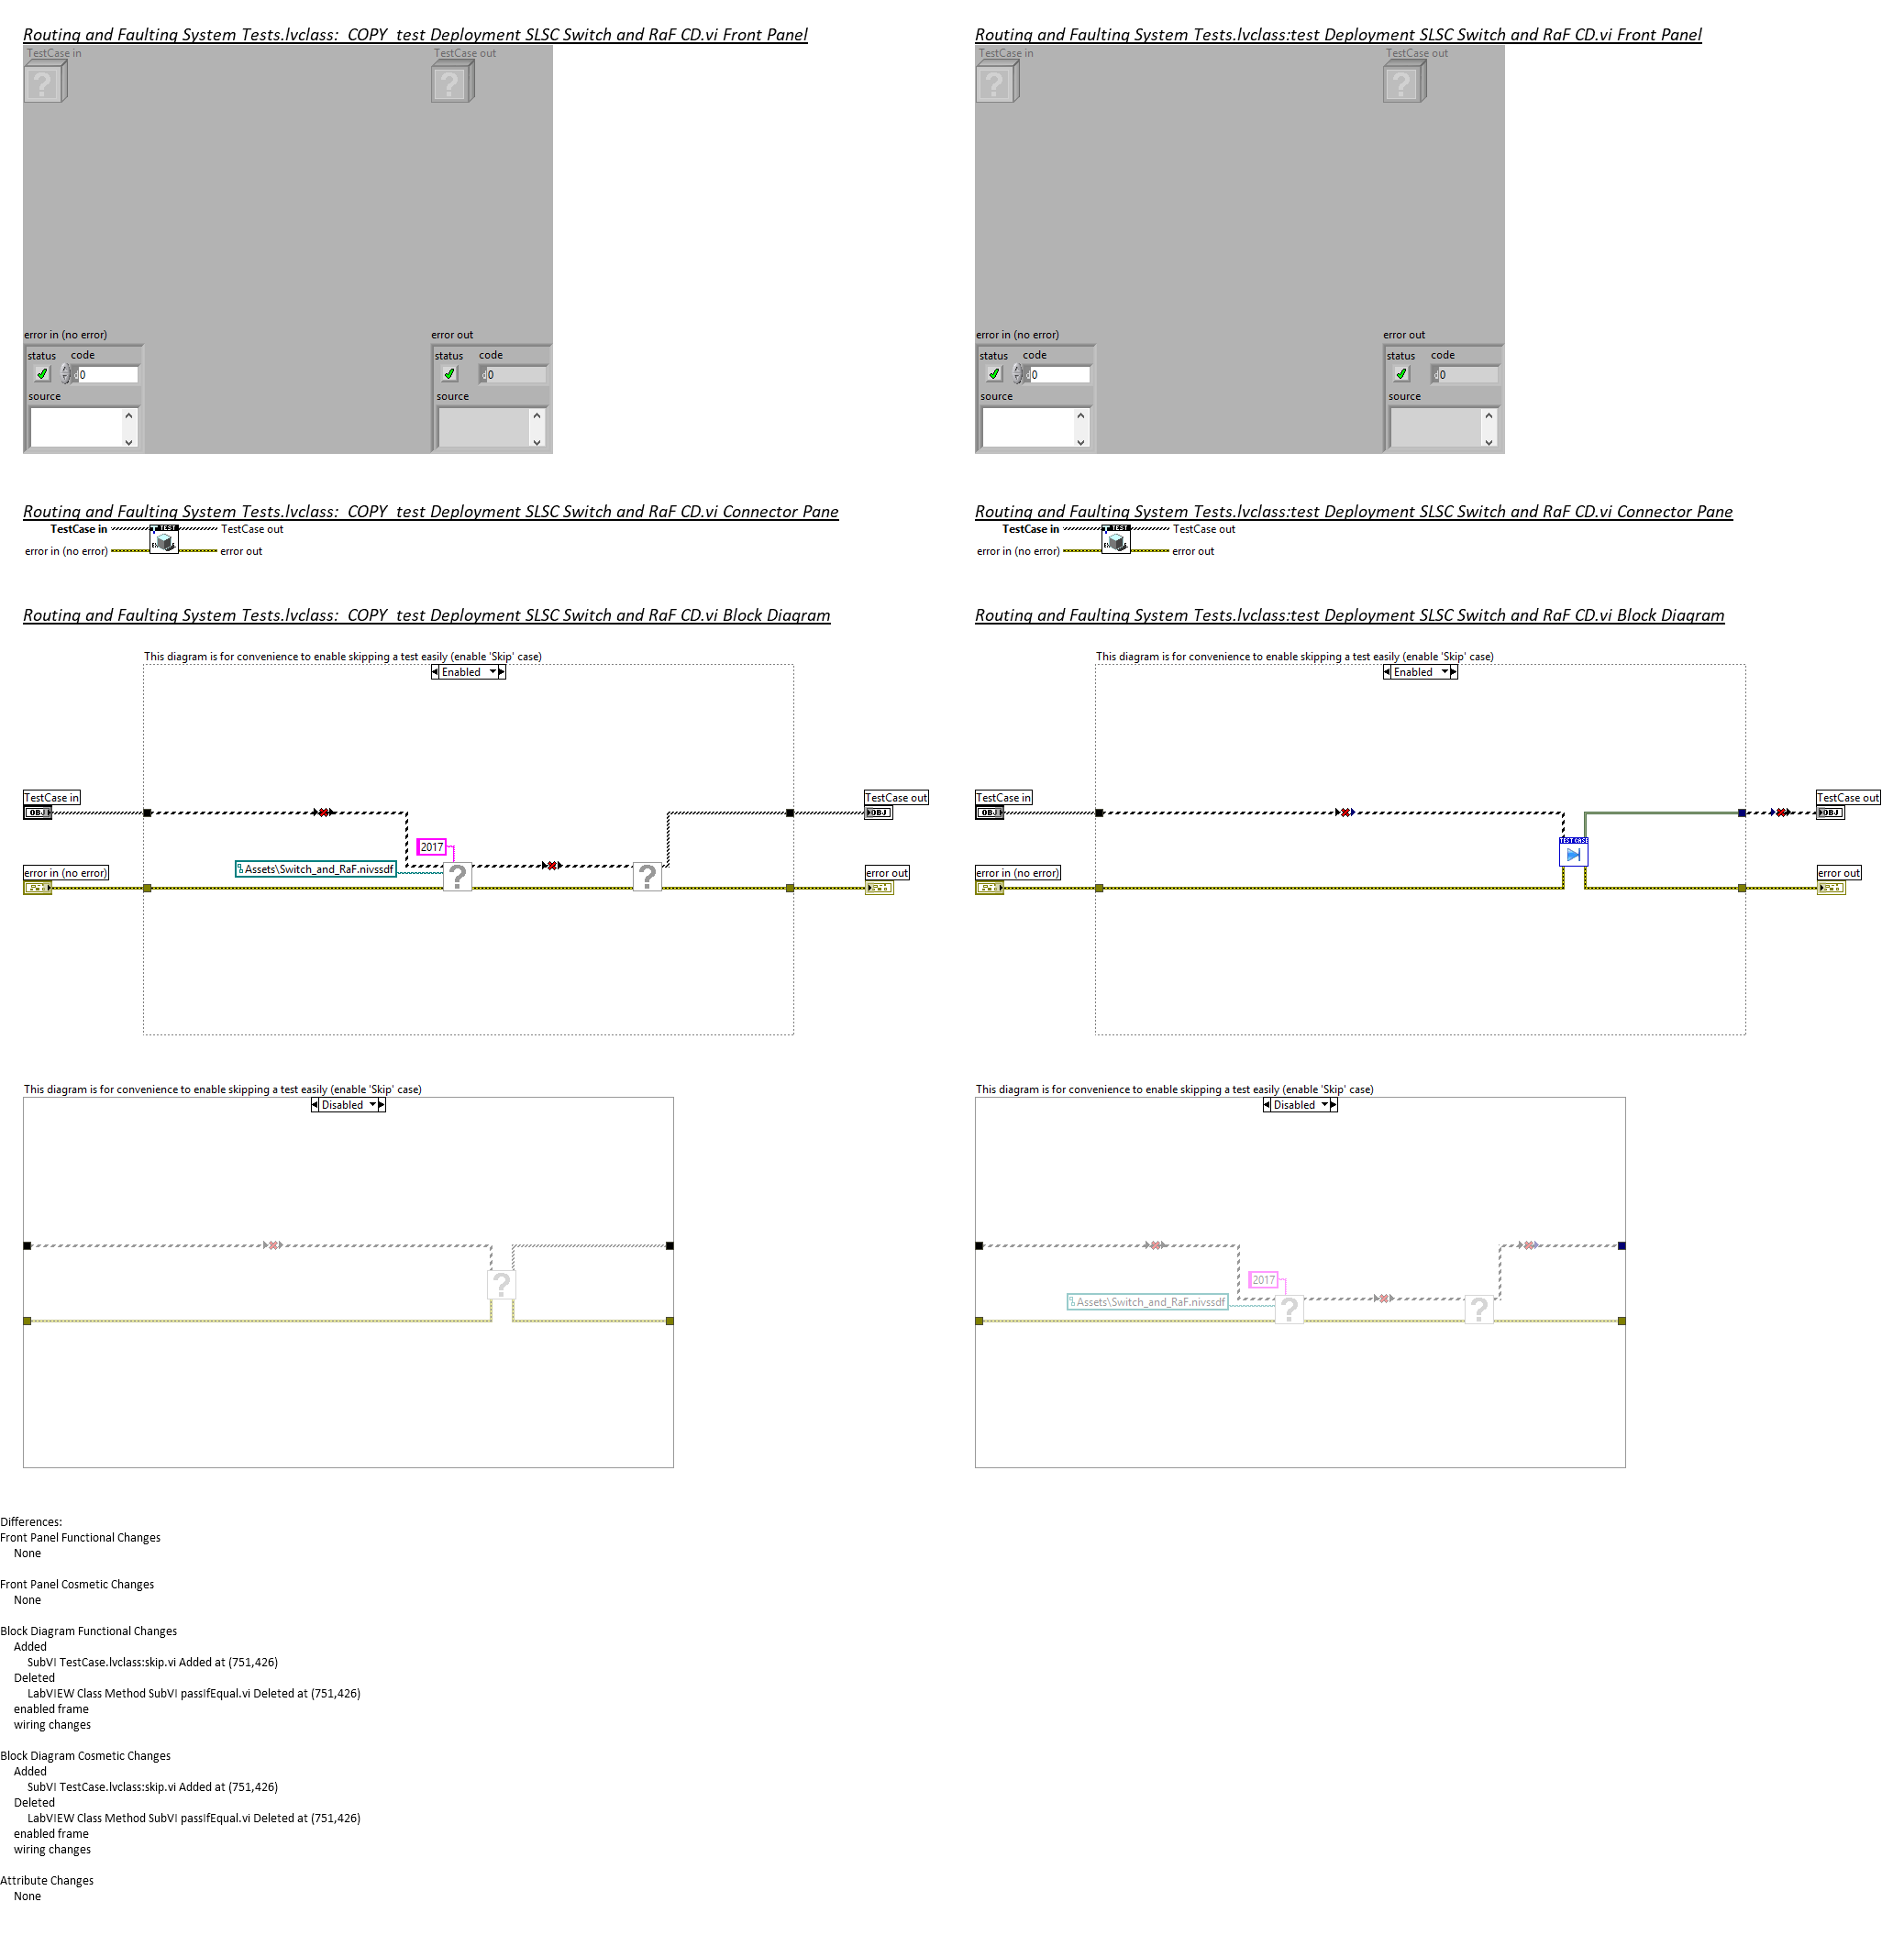 Routing and Faulting System Tests.lvclass:_COPY_test Deployment SLSC Switch and RaF CD.vi Front Panel
TestCase in
TestCase out
error in (no error)
error out
status code
0
status code
0
source
source
Routing and Faulting System Tests.lvclass:_COPY_test Deployment SLSC Switch and RaF CD.vi Connector Pane
TestCase in
TestCase out
TEST
error in (no error)
error out
Routing and Faulting System Tests.lvclass:_COPY_test Deployment SLSC Switch and RaF CD.vi Block Diagram
This diagram is for convenience to enable skipping a test easily (enable 'Skip' case)
Enabled
TestCase in
OBJ
TestCase out
OBJ
2017
Assets\Switch_and_RaF.nivssdf
?
?
error in (no error)
error out
This diagram is for convenience to enable skipping a test easily (enable 'Skip' case)
Disabled
?
Routing and Faulting System Tests.lvclass:test Deployment SLSC Switch and RaF CD.vi Front Panel
TestCase in
TestCase out
error in (no error)
error out
status code
0
status code
0
source
source
Routing and Faulting System Tests.lvclass:test Deployment SLSC Switch and RaF CD.vi Connector Pane
TestCase in
TestCase out
TEST
error in (no error)
error out
Routing and Faulting System Tests.lvclass:test Deployment SLSC Switch and RaF CD.vi Block Diagram
This diagram is for convenience to enable skipping a test easily (enable 'Skip' case)
Enabled
TestCase in
OBJ
TestCase out
OBJ
TEST CASE
error in (no error)
error out
This diagram is for convenience to enable skipping a test easily (enable 'Skip' case)
Disabled
2017
Assets\Switch_and_RaF.nivssdf
?
?
Differences:
Front Panel Functional Changes
None
Front Panel Cosmetic Changes
None
Block Diagram Functional Changes
Added
SubVI TestCase.lvclass:skip.vi Added at (751,426)
Deleted
LabVIEW Class Method SubVI passIfEqual.vi Deleted at (751,426)
enabled frame
wiring changes
Block Diagram Cosmetic Changes
Added
SubVI TestCase.lvclass:skip.vi Added at (751,426)
Deleted
LabVIEW Class Method SubVI passIfEqual.vi Deleted at (751,426)
enabled frame
wiring changes
Attribute Changes
None